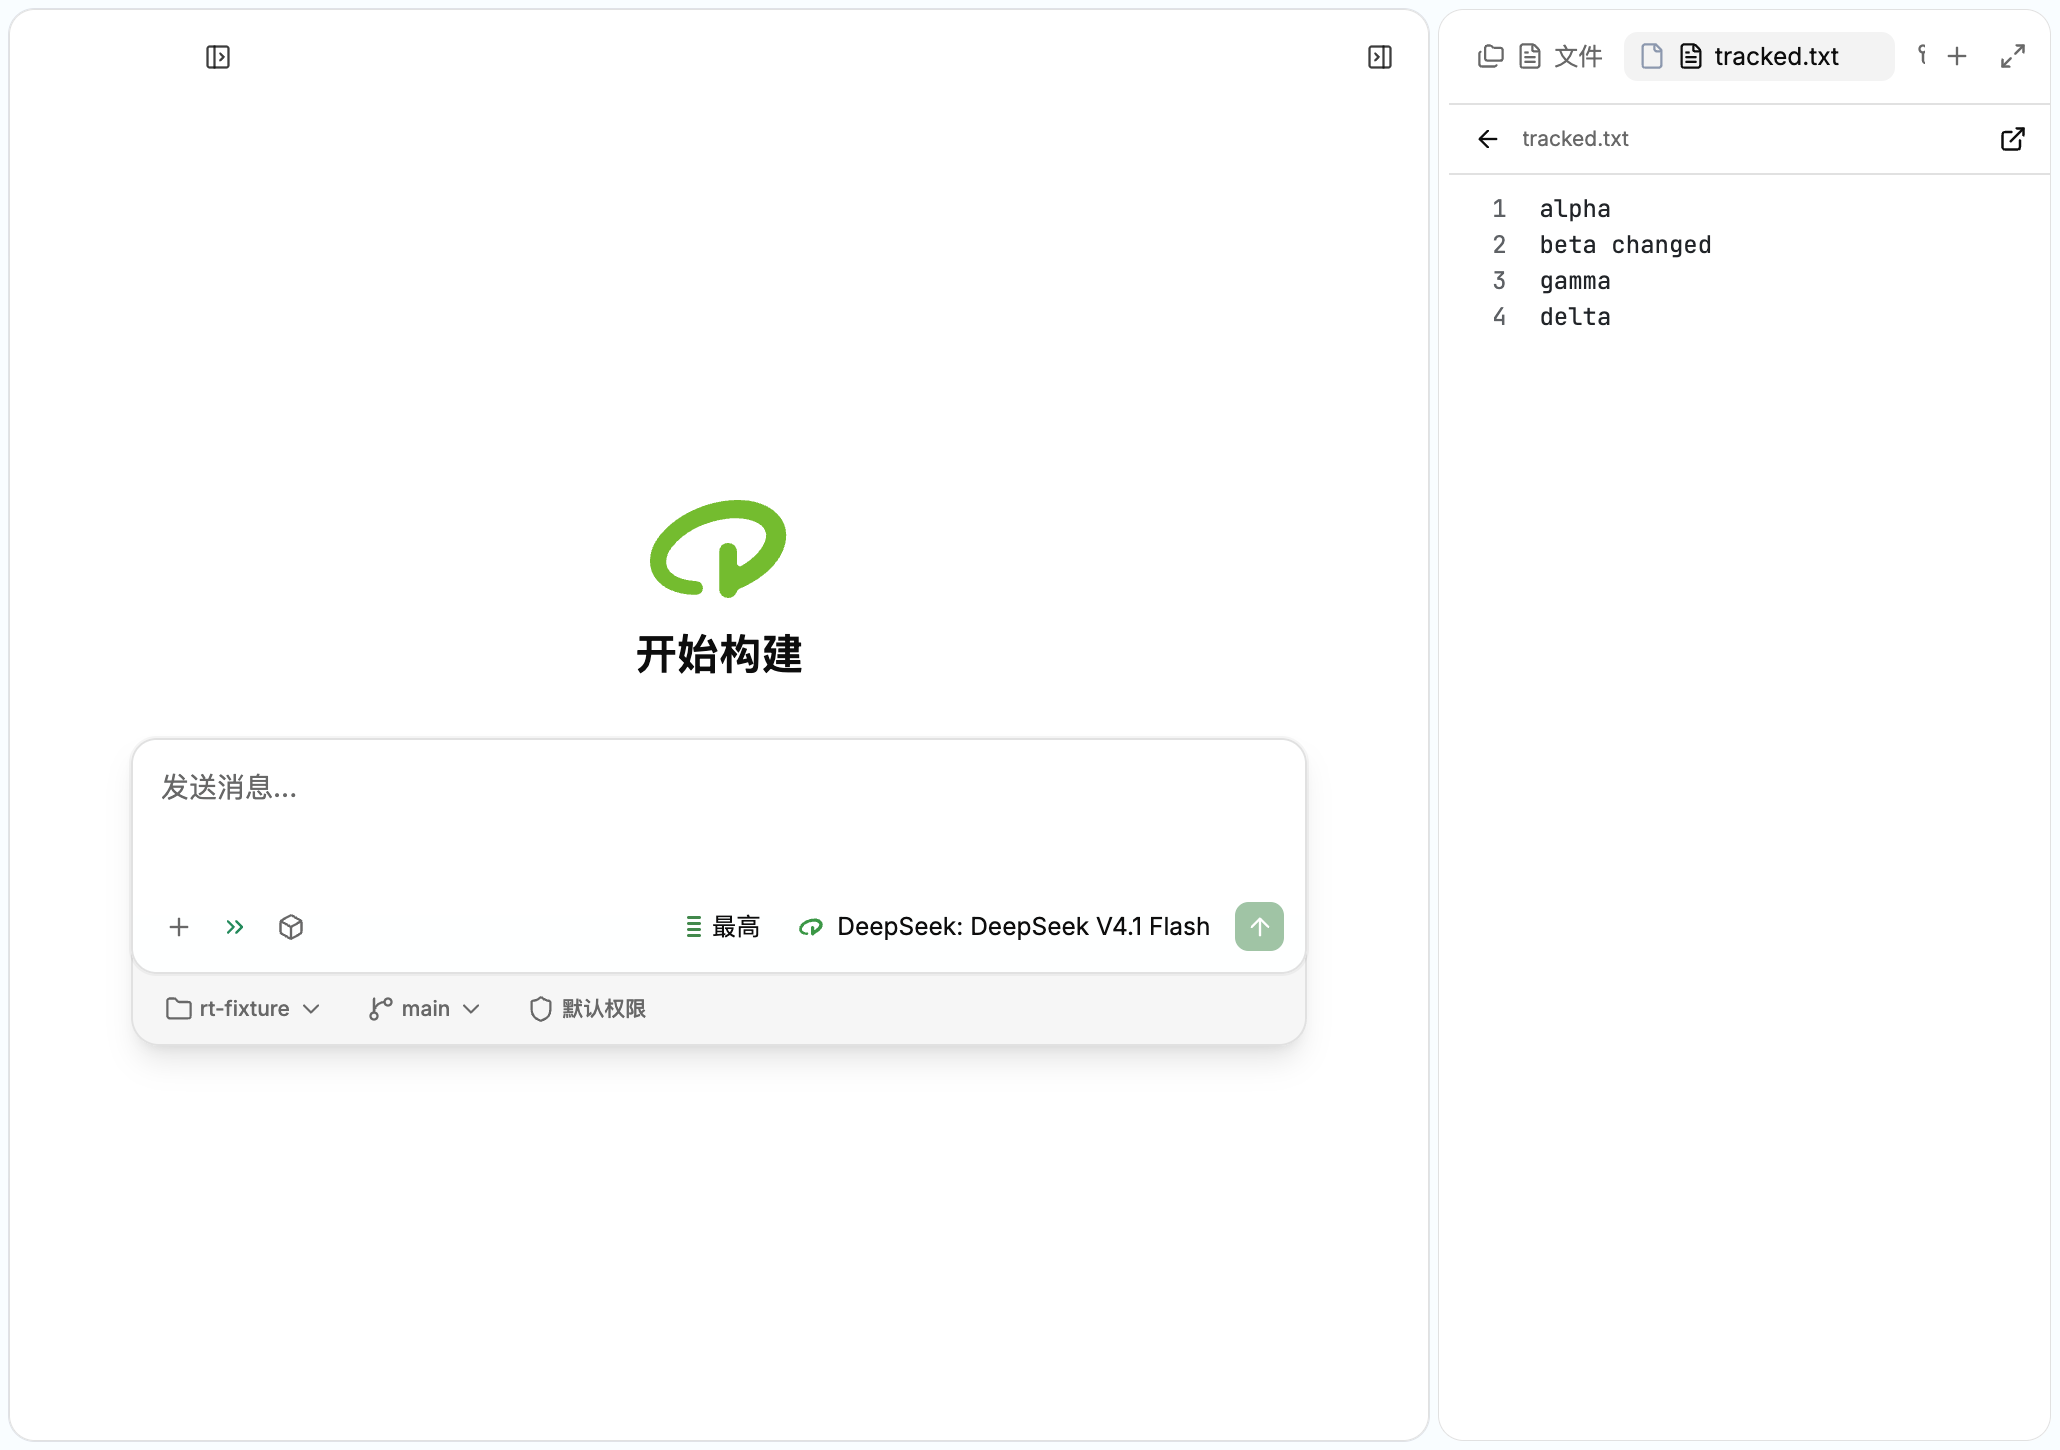 文件
tracked.txt
tracked.txt
1 alpha
2 beta changed
3 gamma
4 delta
开始构建
发送消息...
最高
DeepSeek: DeepSeek V4.1 Flash
rt-fixture
main
默认权限